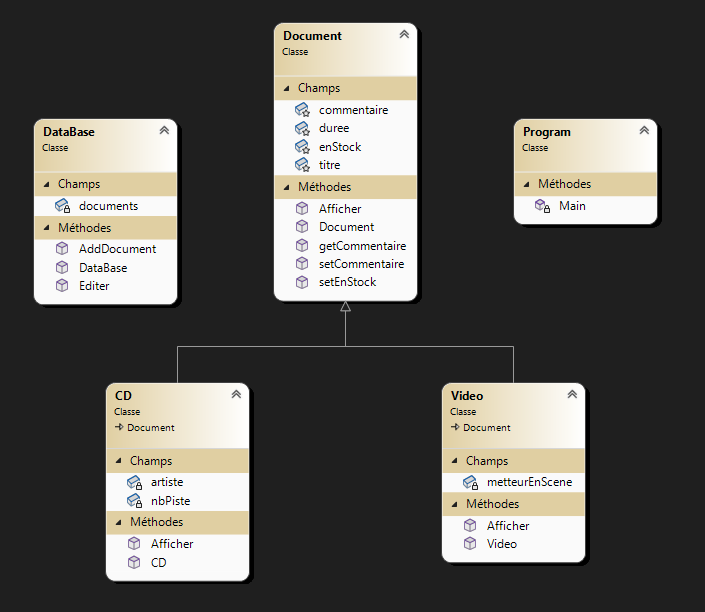 Document
Classe
Champs
commentaire
duree
enStock
titre
Méthodes
Afficher
Document
getCommentaire
setCommentaire
setEnStock
DataBase
Classe
Champs
documents
Méthodes
AddDocument
DataBase
Editer
Program
Classe
Méthodes
Main
CD
Classe
Document
Champs
artiste
nbPiste
Méthodes
Afficher
CD
Video
Classe
Document
Champs
metteurEnScene
Méthodes
Afficher
Video